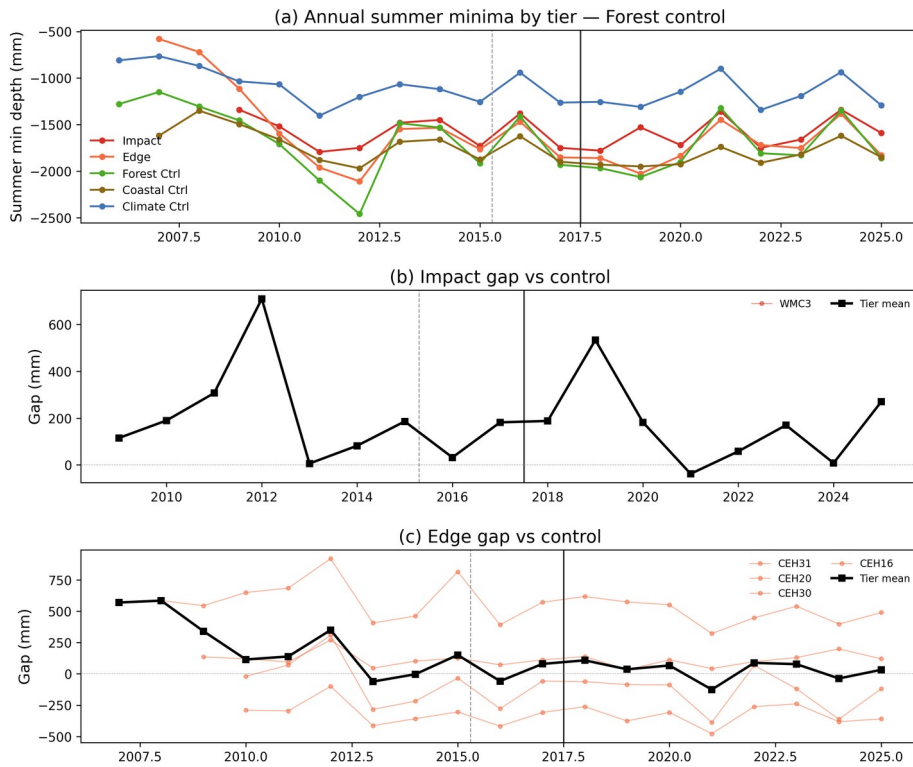 (a) Annual summer minima by tier — Forest control
Summer min depth (mm)
−500
−1000
−1500
−2000
−2500
Impact
Edge
Forest Ctrl
Coastal Ctrl
Climate Ctrl
2007.5 2010.0 2012.5 2015.0 2017.5 2020.0 2022.5 2025.0
(b) Impact gap vs control
Gap (mm)
600
400
200
0
WMC3 Tier mean
2010 2012 2014 2016 2018 2020 2022 2024
(c) Edge gap vs control
Gap (mm)
750
500
250
0
−250
−500
CEH31 CEH16
CEH20 Tier mean
CEH30
2007.5 2010.0 2012.5 2015.0 2017.5 2020.0 2022.5 2025.0